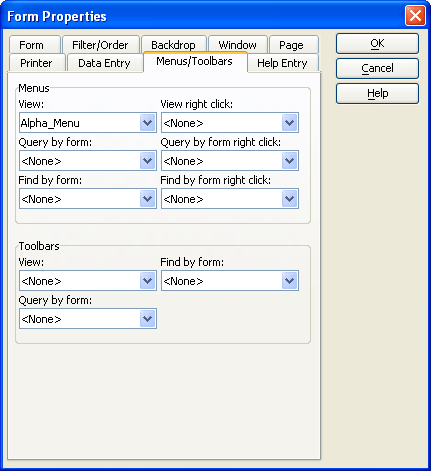 Form Properties
Form Filter/Order Backdrop Window Page
Printer Data Entry Menus/Toolbars Help Entry
OK
Cancel
Help
Menus
View: View right click:
Alpha_Menu <None>
Query by form: Query by form right click:
<None> <None>
Find by form: Find by form right click:
<None> <None>
Toolbars
View: Find by form:
<None> <None>
Query by form:
<None>